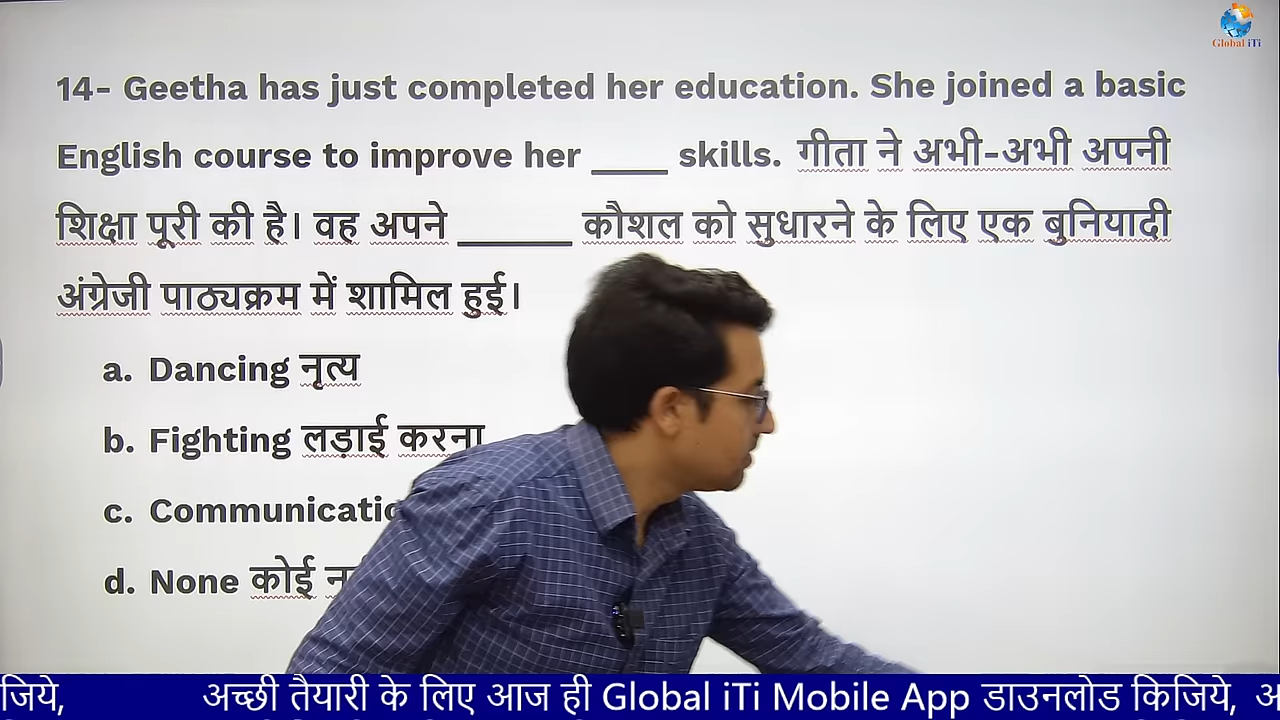 Global iTi
14- Geetha has just completed her education. She joined a basic
English course to improve her ____ skills. गीता ने अभी-अभी अपनी
शिक्षा पूरी की है। वह अपने ______ कौशल को सुधारने के लिए एक बुनियादी
अंग्रेजी पाठ्यक्रम में शामिल हुई।
a. Dancing नृत्य
b. Fighting लड़ाई करना
c.
d. None कोई
जिये, अच्छी तैयारी के लिए आज ही Global iTi Mobile App डाउनलोड किजिये, अ